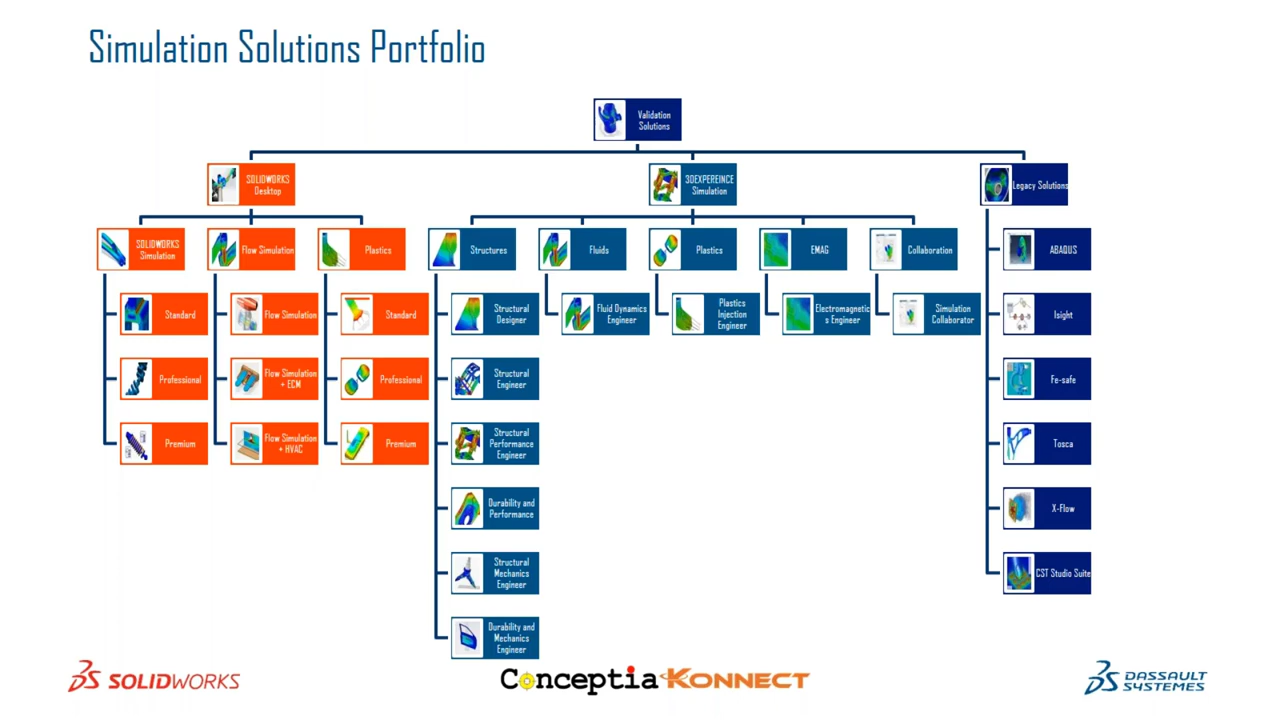 Simulation Solutions Portfolio
Validation
Solutions
SOLIDWORKS
Desktop
3DEXPEREINCE
Simulation
Legacy Solutions
SOLIDWORKS
Simulation
Flow Simulation
Plastics
Structures
Fluids
Plastics
EMAG
Collaboration
ABAQUS
Standard
Flow Simulation
Standard
Structural
Designer
Fluid Dynamics
Engineer
Plastics
Injection
Engineer
Electromagnetic
s Engineer
Simulation
Collaborator
Isight
Professional
Flow Simulation
+ ECM
Professional
Structural
Engineer
Fe-safe
Premium
Flow Simulation
+ HVAC
Premium
Structural
Performance
Engineer
Tosca
Durability and
Performance
X-Flow
Structural
Mechanics
Engineer
CST Studio Suite
Durability and
Mechanics
Engineer
SOLIDWORKS
Conceptia KONNECT
DASSAULT
SYSTEMES